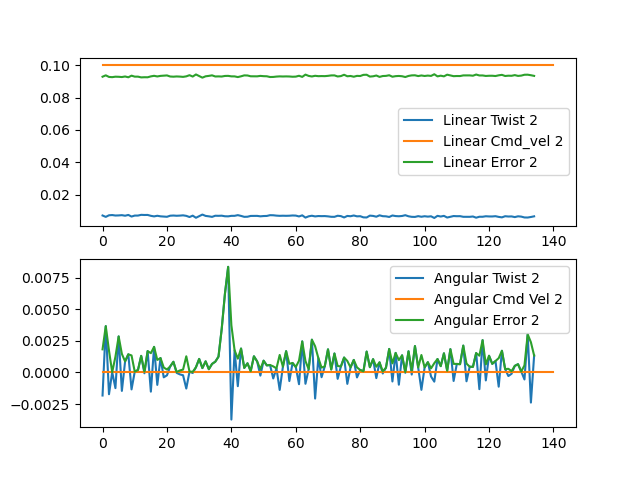 0.10
0.08
0.06
0.04
0.02
Linear Twist 2
Linear Cmd_vel 2
Linear Error 2
0 20 40 60 80 100 120 140
0.0075
0.0050
0.0025
0.0000
−0.0025
Angular Twist 2
Angular Cmd Vel 2
Angular Error 2
0 20 40 60 80 100 120 140